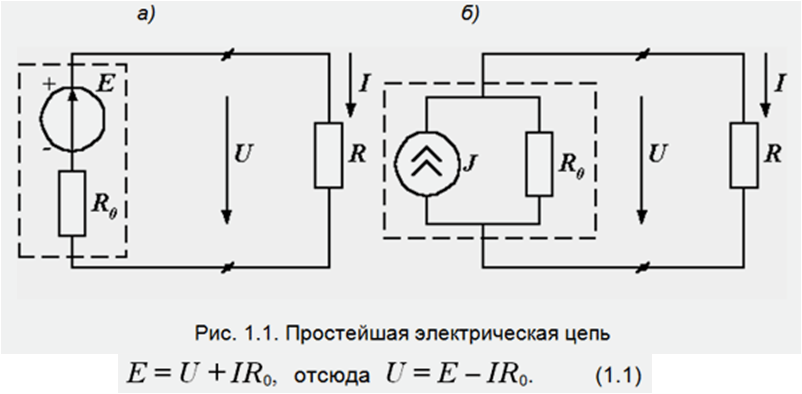 а) б)
+ E I I
U R J R₀ U R
-
R₀
Рис. 1.1. Простейшая электрическая цепь
E = U + IR₀, отсюда U = E – IR₀. (1.1)